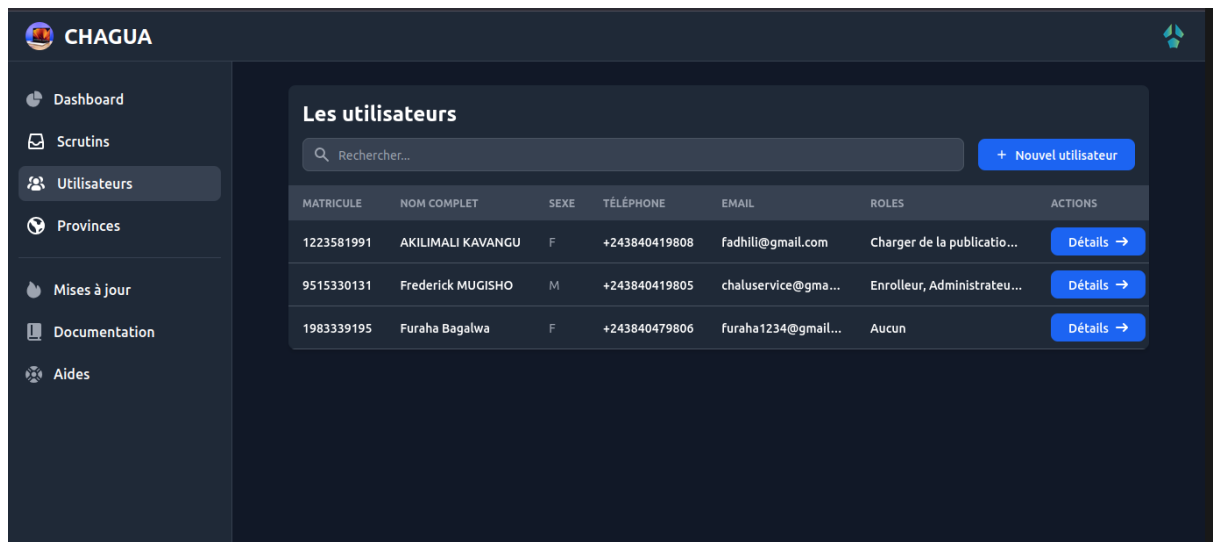 CHAGUA
Dashboard
Scrutins
Utilisateurs
Provinces
Mises à jour
Documentation
Aides
Les utilisateurs
Rechercher...
+ Nouvel utilisateur
MATRICULE NOM COMPLET SEXE TÉLÉPHONE EMAIL ROLES ACTIONS
1223581991 AKILIMALI KAVANGU F +243840419808 fadhili@gmail.com Charger de la publicatio... Détails →
9515330131 Frederick MUGISHO M +243840419805 chaluservice@gma... Enrolleur, Administrateu... Détails →
1983339195 Furaha Bagalwa F +243840479806 furaha1234@gmail... Aucun Détails →